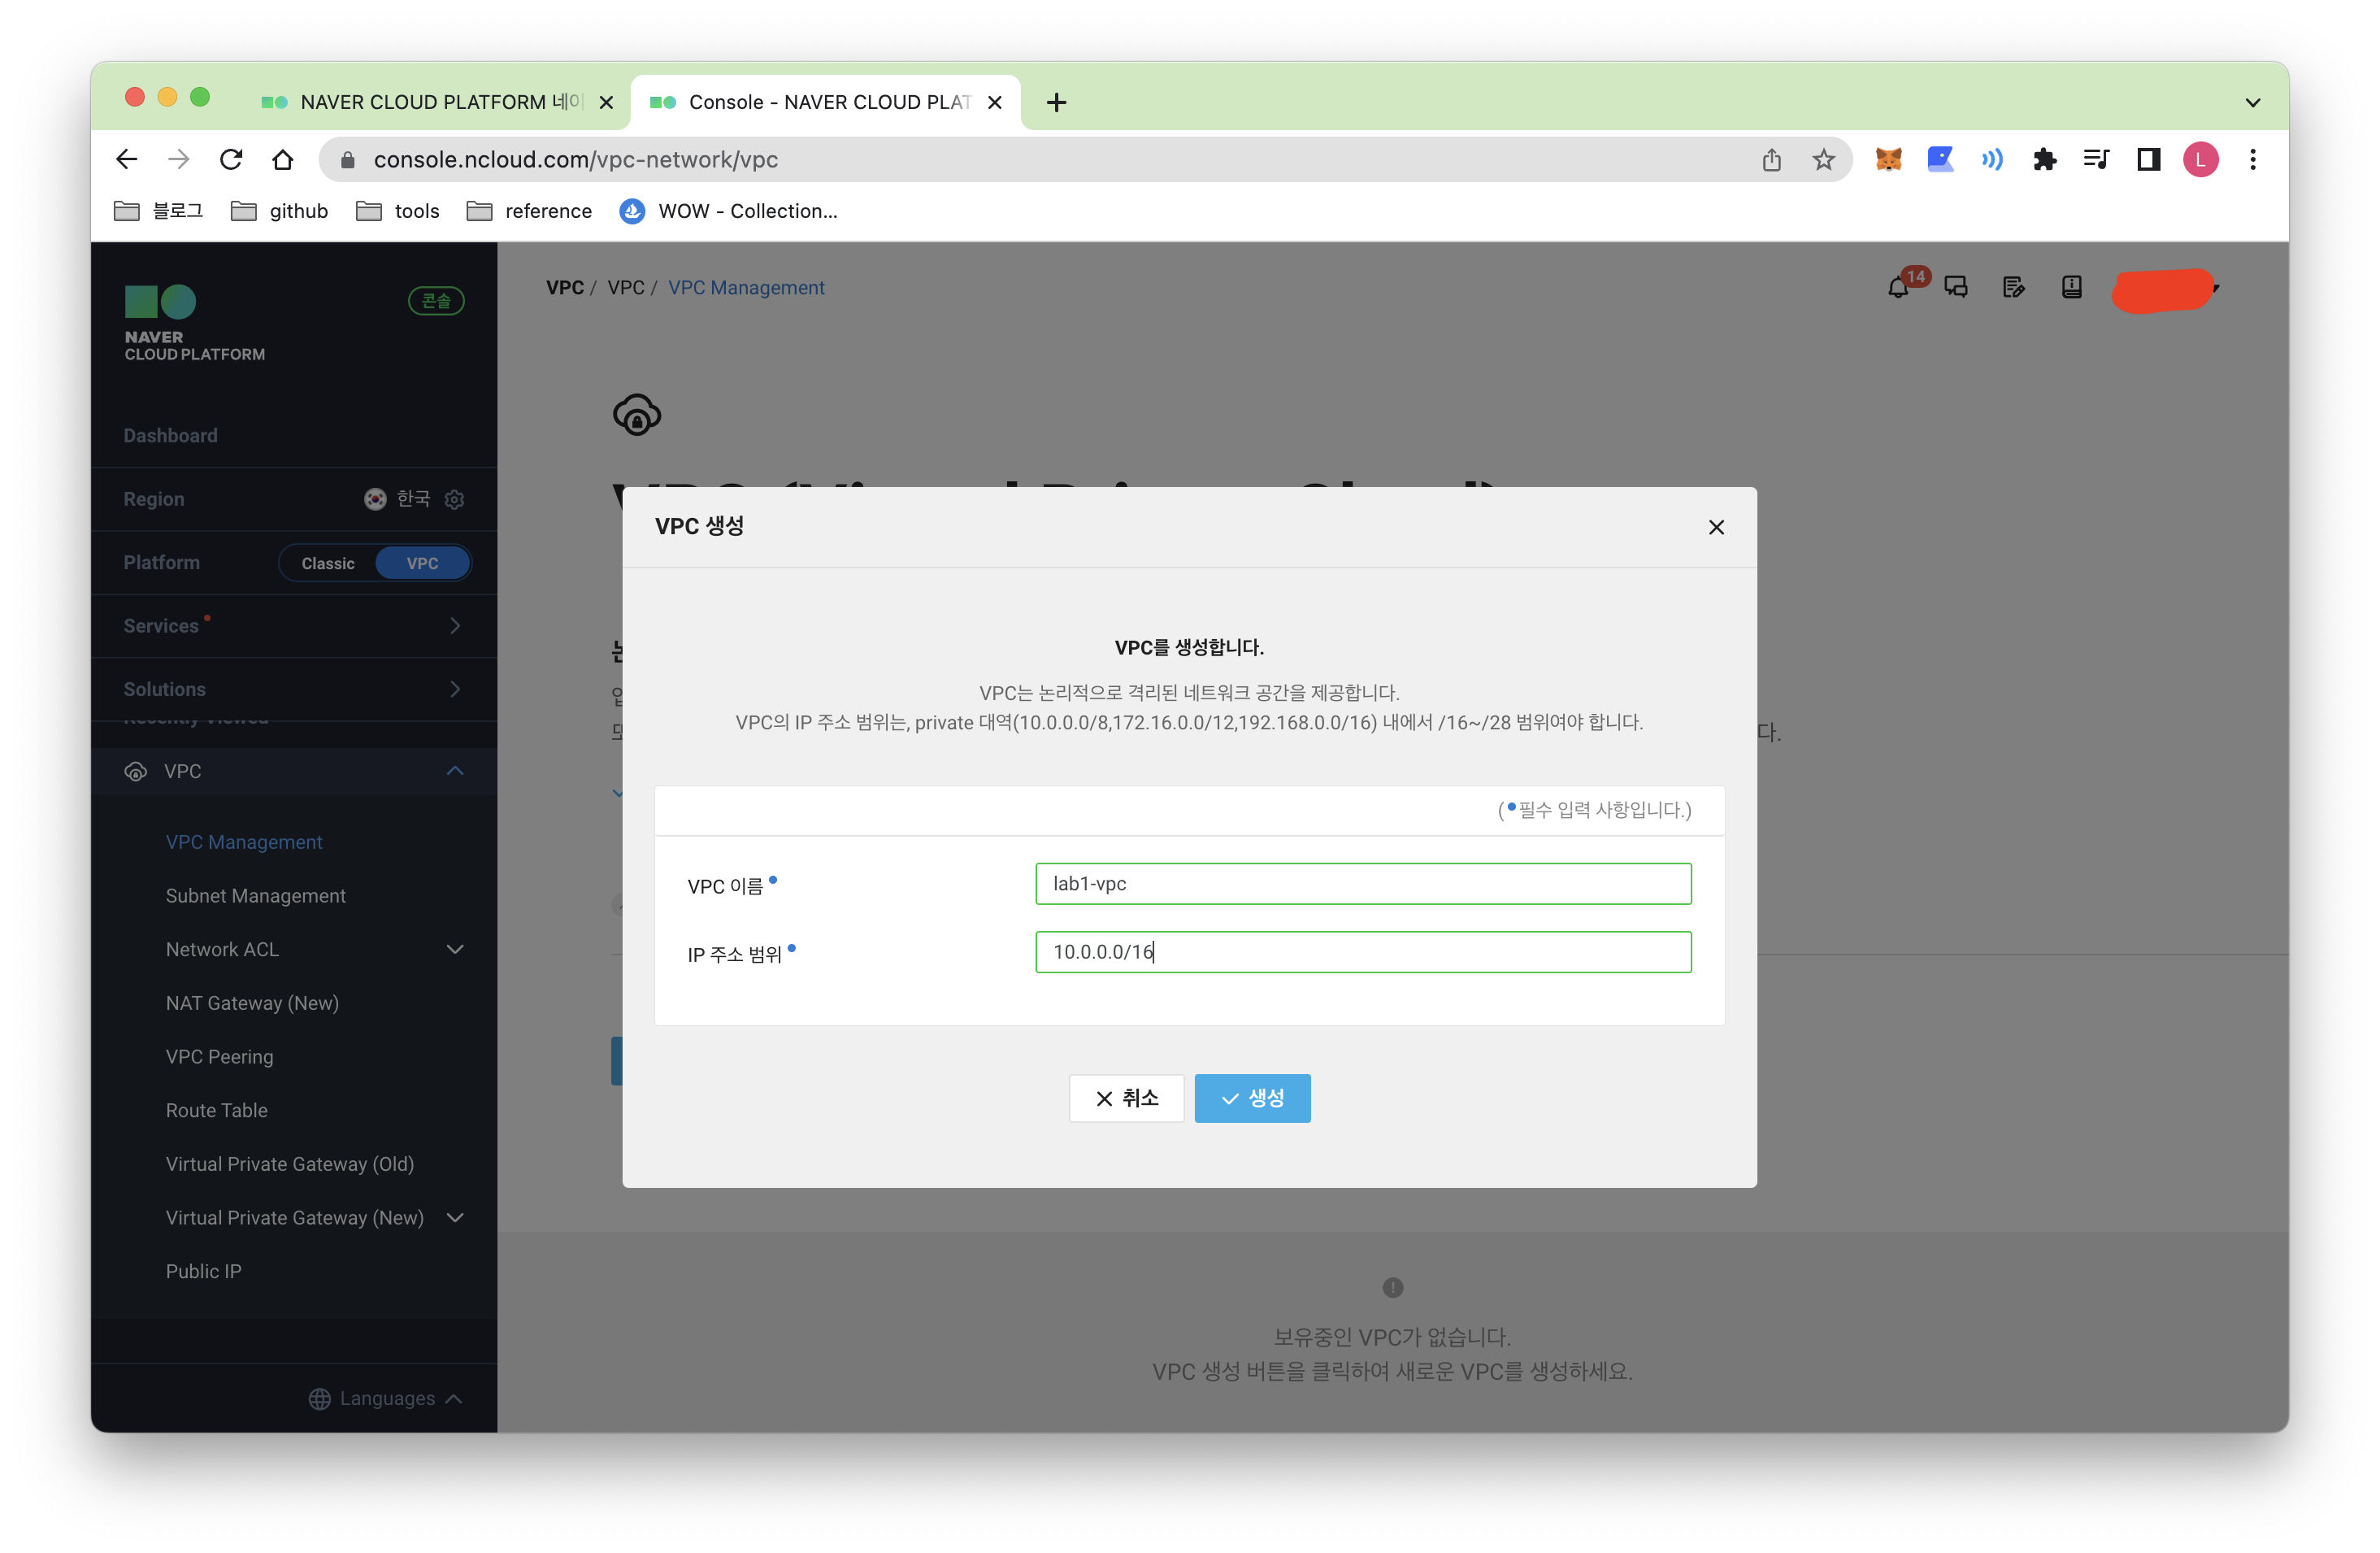 NAVER CLOUD PLATFORM 네이
Console - NAVER CLOUD PLAT
console.ncloud.com/vpc-network/vpc
L
블로그
github
tools
reference
WOW - Collection...
NAVER
CLOUD PLATFORM
콘솔
Dashboard
Region
한국
Platform
Classic
VPC
Services
Solutions
Recently Viewed
VPC
VPC Management
Subnet Management
Network ACL
NAT Gateway (New)
VPC Peering
Route Table
Virtual Private Gateway (Old)
Virtual Private Gateway (New)
Public IP
Languages
VPC / VPC / VPC Management
14
VPC (Virtual Private Cloud)
다.
VPC 생성
VPC를 생성합니다.
VPC는 논리적으로 격리된 네트워크 공간을 제공합니다.
VPC의 IP 주소 범위는, private 대역(10.0.0.0/8,172.16.0.0/12,192.168.0.0/16) 내에서 /16~/28 범위여야 합니다.
(•필수 입력 사항입니다.)
VPC 이름
lab1-vpc
IP 주소 범위
10.0.0.0/16
취소
생성
보유중인 VPC가 없습니다.
VPC 생성 버튼을 클릭하여 새로운 VPC를 생성하세요.